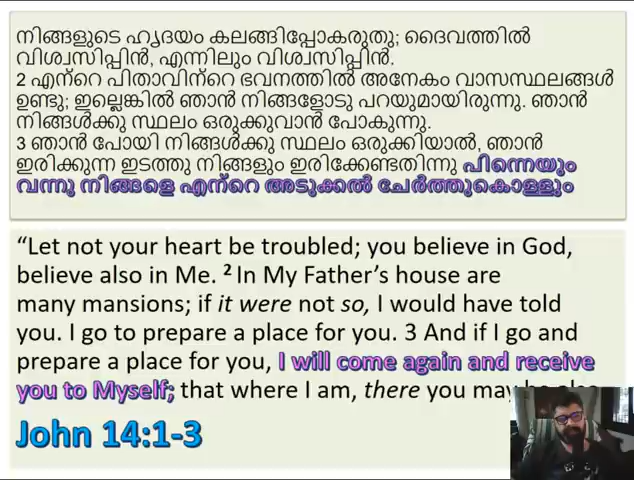 നിങ്ങളുടെ ഹൃദയം കലങ്ങിപ്പോകരുതു; ദൈവത്തിൽ
വിശ്വസിപ്പിൻ, എന്നിലും വിശ്വസിപ്പിൻ.
2 എന്റെ പിതാവിന്റെ ഭവനത്തിൽ അനേകം വാസസ്ഥലങ്ങൾ
ഉണ്ടു; ഇല്ലെങ്കിൽ ഞാൻ നിങ്ങളോടു പറയുമായിരുന്നു. ഞാൻ
നിങ്ങൾക്കു സ്ഥലം ഒരുക്കുവാൻ പോകുന്നു.
3 ഞാൻ പോയി നിങ്ങൾക്കു സ്ഥലം ഒരുക്കിയാൽ, ഞാൻ
ഇരിക്കുന്ന ഇടത്തു നിങ്ങളും ഇരിക്കേണ്ടതിന്നു പിന്നെയും
വന്നു നിങ്ങളെ എന്റെ അടുക്കൽ ചേർത്തുകൊള്ളും
“Let not your heart be troubled; you believe in God,
believe also in Me. 2 In My Father’s house are
many mansions; if it were not so, I would have told
you. I go to prepare a place for you. 3 And if I go and
prepare a place for you, I will come again and receive
you to Myself; that where I am, there you may
John 14:1-3